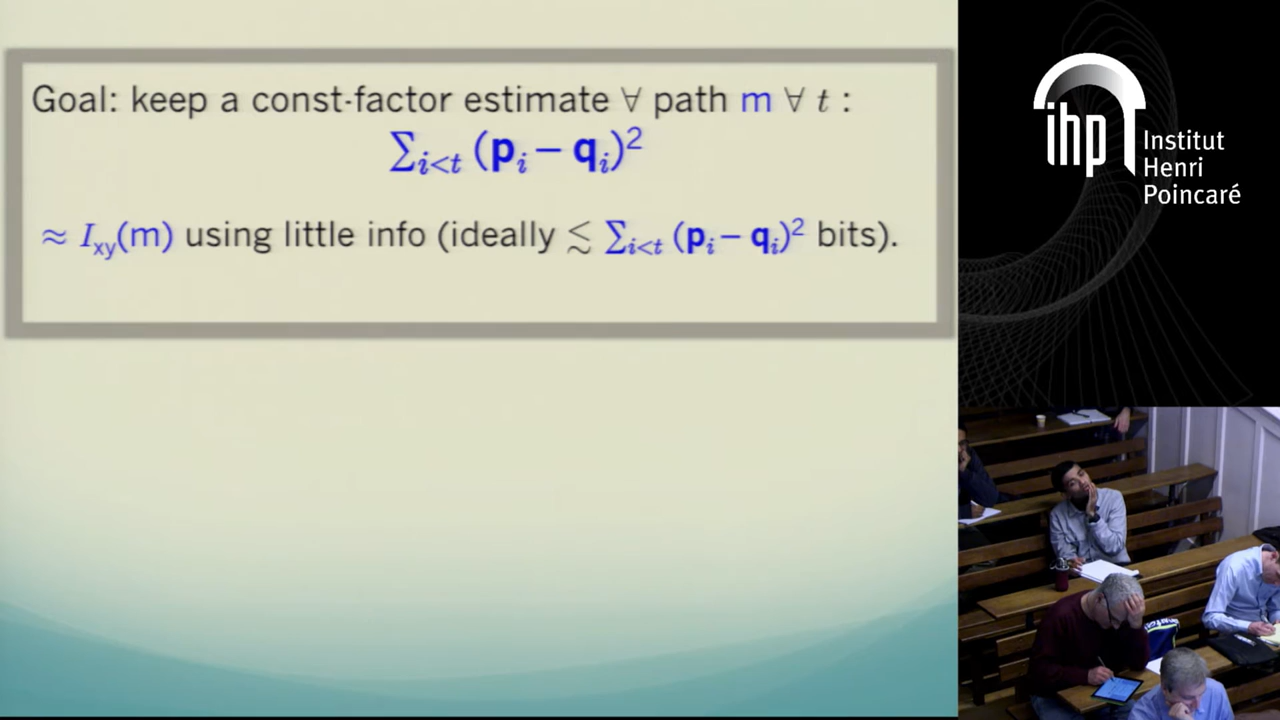 Goal: keep a const-factor estimate ∀ path m ∀ t :
∑i<t (pi − qi)²
≈ Ixy(m) using little info (ideally ≲ ∑i<t (pi − qi)² bits).
ihp
Institut
Henri
Poincaré